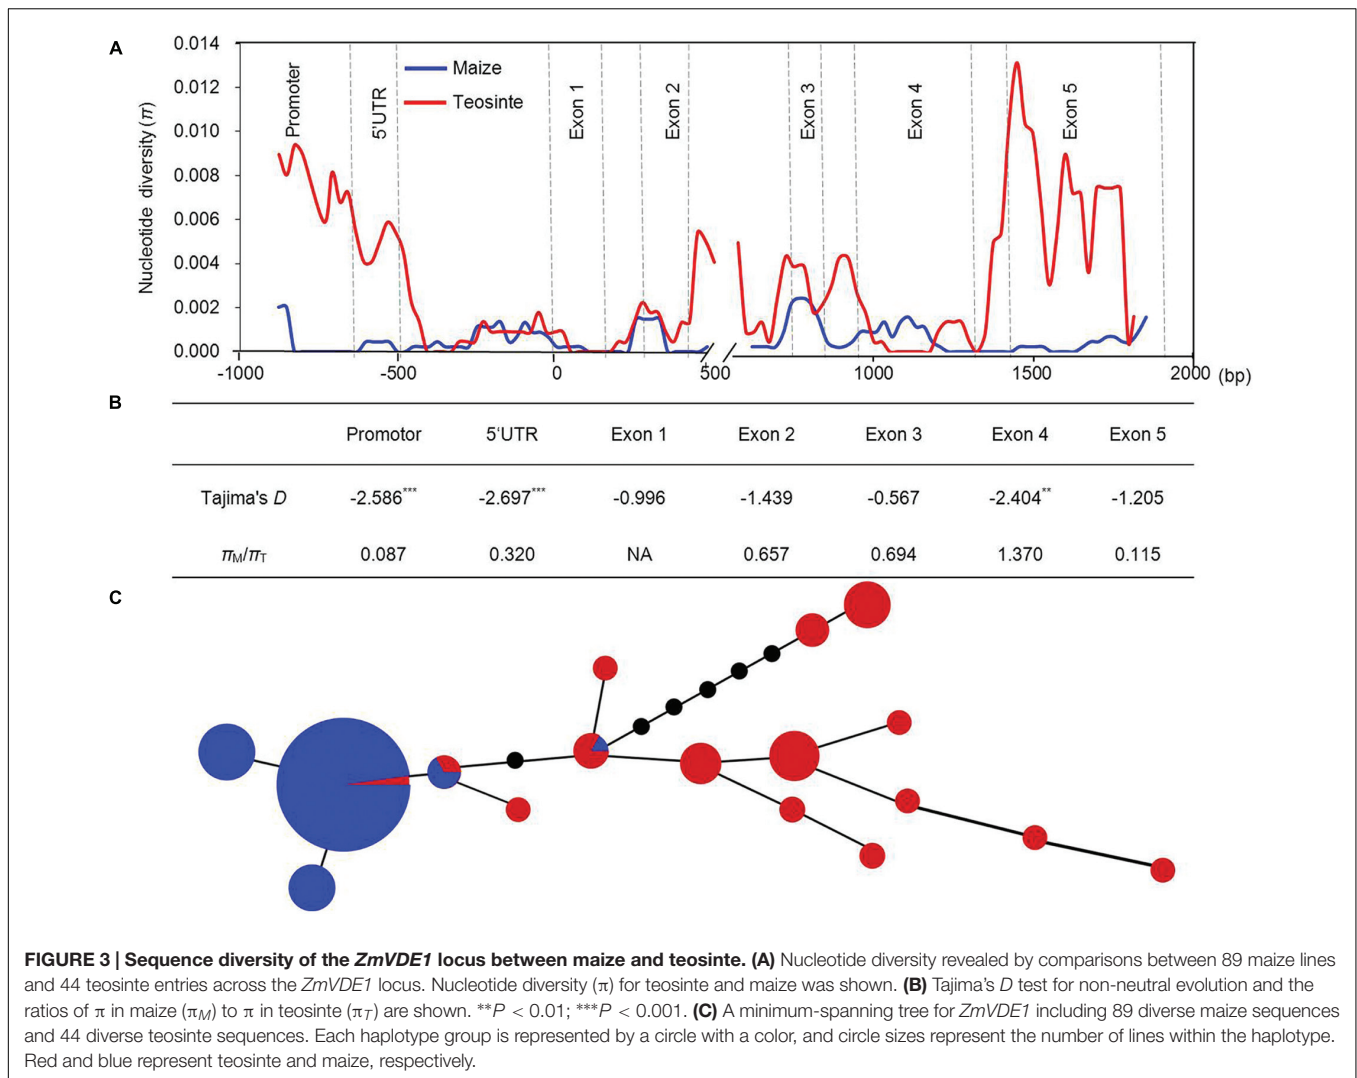 A
Nucleotide diversity (π)
0.014
0.012
0.010
0.008
0.006
0.004
0.002
0.000
Promoter
5'UTR
Exon 1
Exon 2
Exon 3
Exon 4
Exon 5
Maize
Teosinte
-1000 -500 0 500 1000 1500 2000 (bp)
B
Promotor 5'UTR Exon 1 Exon 2 Exon 3 Exon 4 Exon 5
Tajima's D -2.586*** -2.697*** -0.996 -1.439 -0.567 -2.404** -1.205
πM/πT 0.087 0.320 NA 0.657 0.694 1.370 0.115
C
FIGURE 3 | Sequence diversity of the ZmVDE1 locus between maize and teosinte. (A) Nucleotide diversity revealed by comparisons between 89 maize lines
and 44 teosinte entries across the ZmVDE1 locus. Nucleotide diversity (π) for teosinte and maize was shown. (B) Tajima's D test for non-neutral evolution and the
ratios of π in maize (πM) to π in teosinte (πT) are shown. **P < 0.01; ***P < 0.001. (C) A minimum-spanning tree for ZmVDE1 including 89 diverse maize sequences
and 44 diverse teosinte sequences. Each haplotype group is represented by a circle with a color, and circle sizes represent the number of lines within the haplotype.
Red and blue represent teosinte and maize, respectively.